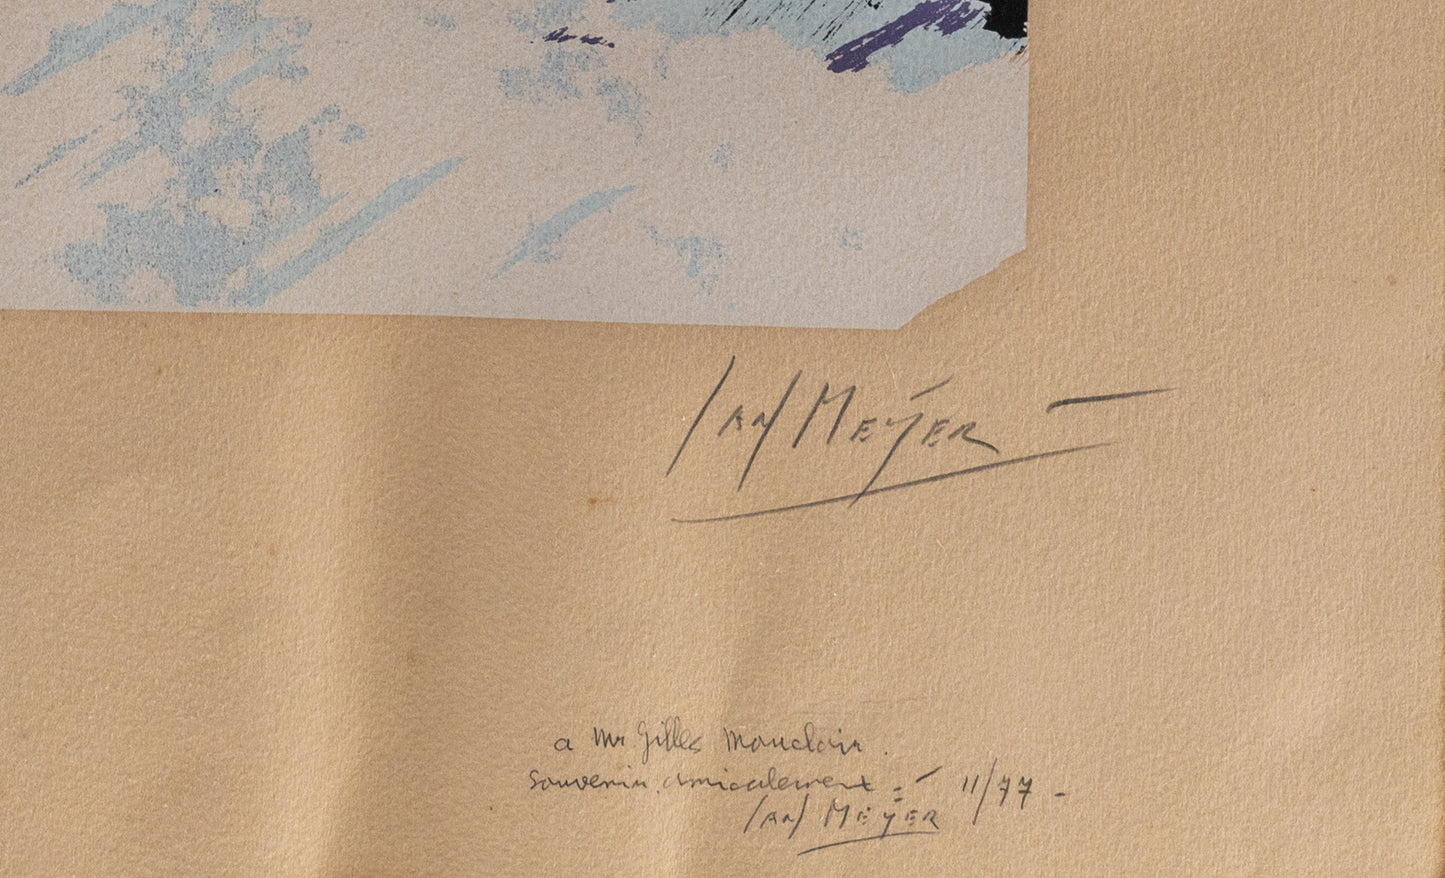 IAN MEYER
a Mr Gilles Mauclair.
souvenir amicalement 11/77 -
IAN MEYER